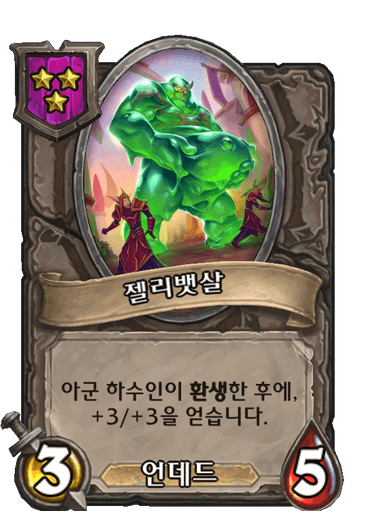 젤리뱃살
아군 하수인이 환생한 후에,
+3/+3을 얻습니다.
3
언데드
5